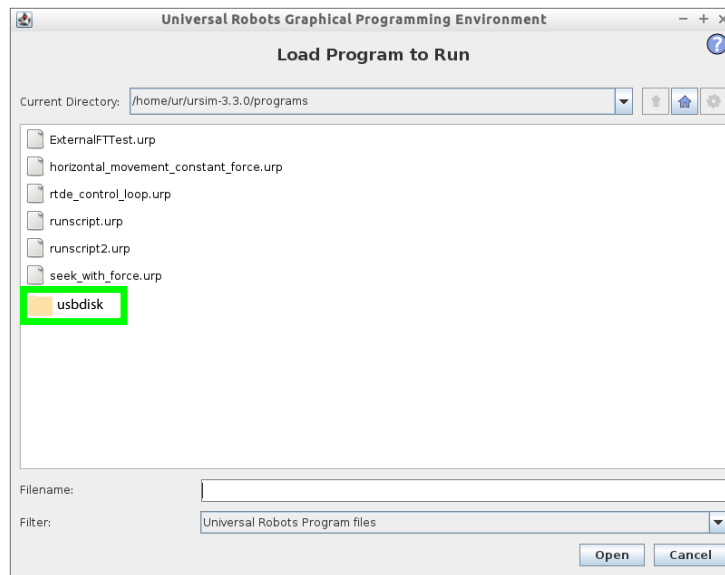 Universal Robots Graphical Programming Environment
Load Program to Run
Current Directory: /home/ur/ursim-3.3.0/programs
ExternalFTTest.urp
horizontal_movement_constant_force.urp
rtde_control_loop.urp
runscript.urp
runscript2.urp
seek_with_force.urp
usbdisk
Filename:
Filter: Universal Robots Program files
Open Cancel